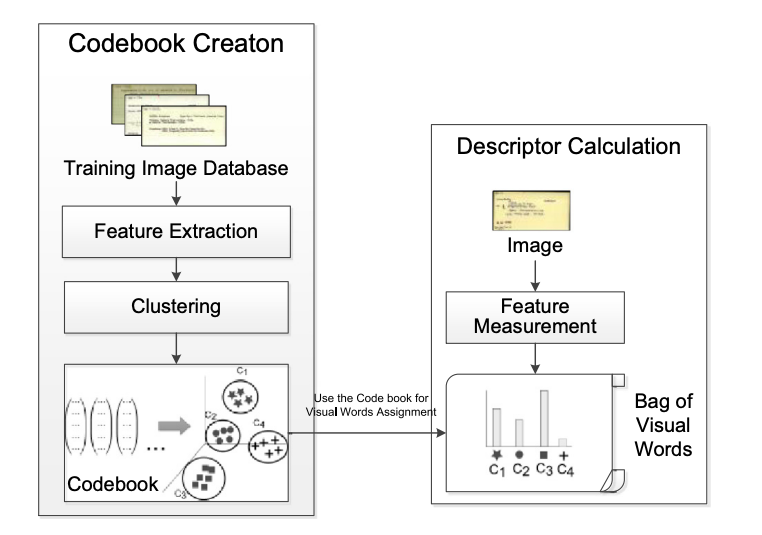 Codebook Creaton
Training Image Database
Feature Extraction
Clustering
C1
C2
C4
C3
...
Codebook
Use the Code book for
Visual Words Assignment
Descriptor Calculation
Image
Feature
Measurement
C1 C2 C3 C4
Bag of
Visual
Words